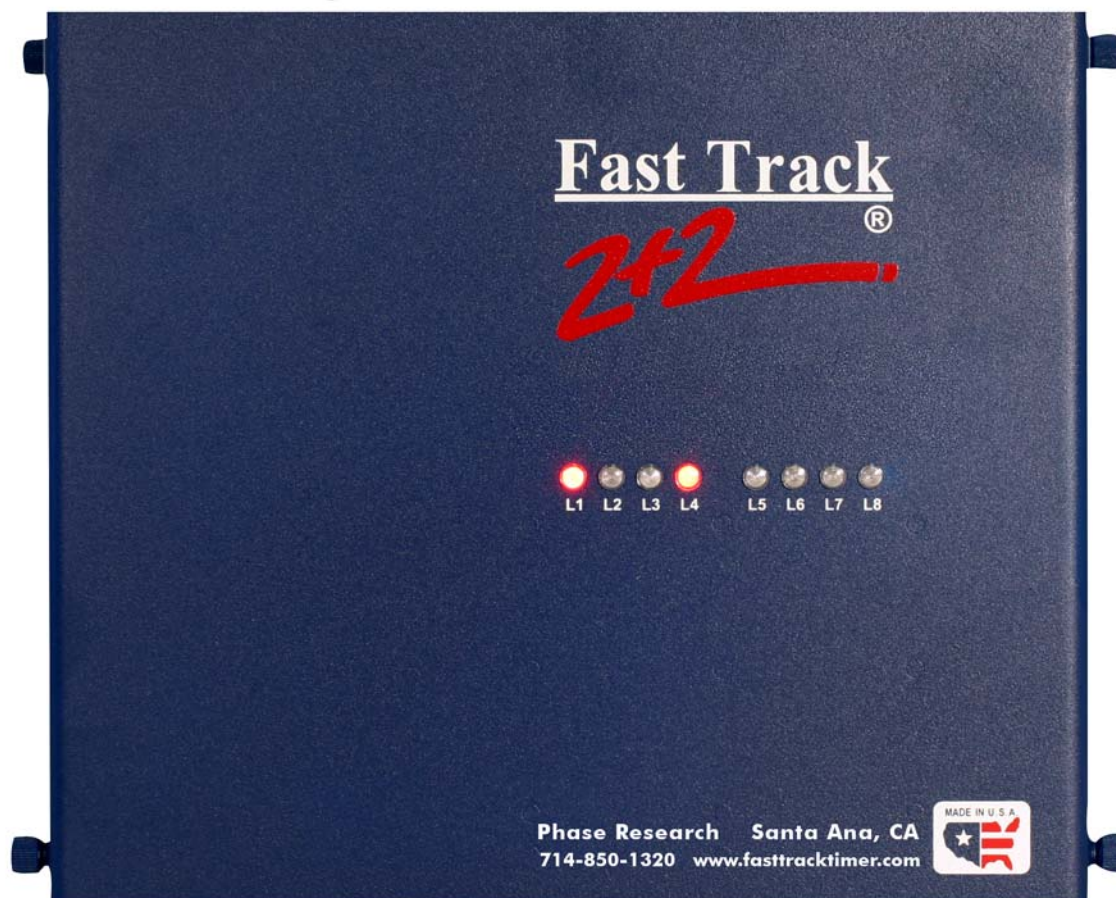 Fast Track
®
2+2
L1 L2 L3 L4 L5 L6 L7 L8
Phase Research Santa Ana, CA
714-850-1320 www.fasttracktimer.com
MADE IN U.S.A.